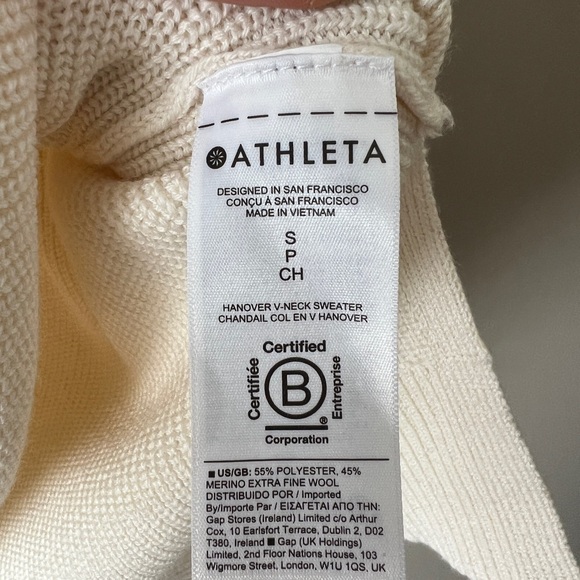 ATHLETA
DESIGNED IN SAN FRANCISCO
CONÇU À SAN FRANCISCO
MADE IN VIETNAM
S
P
CH
HANOVER V-NECK SWEATER
CHANDAIL COL EN V HANOVER
Certified
Certifiée
B
Entreprise
®
Corporation
■ US/GB: 55% POLYESTER, 45%
MERINO EXTRA FINE WOOL
DISTRIBUIDO POR / Imported
By/Importe Par / ΕΙΣΑΓΕΤΑΙ ΑΠΟ ΤΗΝ:
Gap Stores (Ireland) Limited c/o Arthur
Cox, 10 Earlsfort Terrace, Dublin 2, D02
T380, Ireland ■ Gap (UK Holdings)
Limited, 2nd Floor Nations House, 103
Wigmore Street, London, W1U 1QS, UK